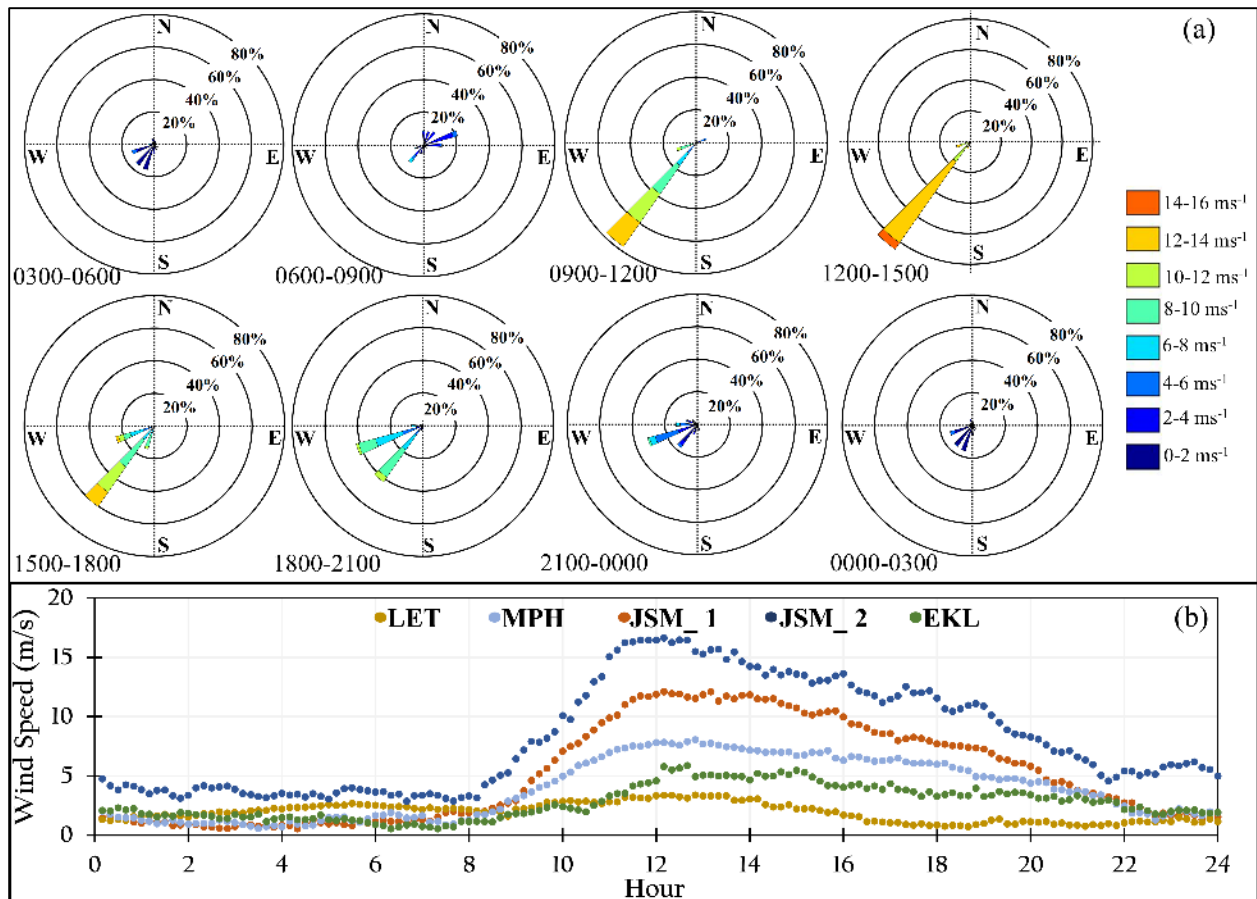 (a)
N
80%
60%
40%
20%
W
E
S
0300-0600
N
80%
60%
40%
20%
W
E
S
0600-0900
N
80%
60%
40%
20%
W
E
S
0900-1200
N
80%
60%
40%
20%
W
E
S
1200-1500
14-16 ms⁻¹
12-14 ms⁻¹
10-12 ms⁻¹
8-10 ms⁻¹
6-8 ms⁻¹
4-6 ms⁻¹
2-4 ms⁻¹
0-2 ms⁻¹
N
80%
60%
40%
20%
W
E
S
1500-1800
N
80%
60%
40%
20%
W
E
S
1800-2100
N
80%
60%
40%
20%
W
E
S
2100-0000
N
80%
60%
40%
20%
W
E
S
0000-0300
(b)
LET MPH JSM_ 1 JSM_ 2 EKL
Wind Speed (m/s)
20
15
10
5
0
0 2 4 6 8 10 12 14 16 18 20 22 24
Hour